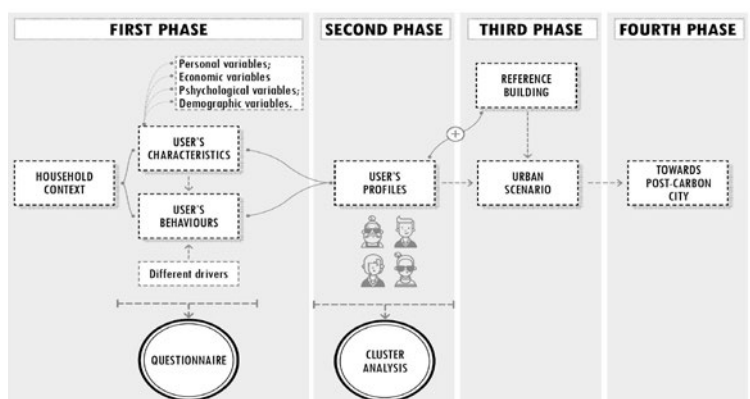 FIRST PHASE
SECOND PHASE
THIRD PHASE
FOURTH PHASE
Personal variables;
Economic variables
Pshychological variables;
Demographic variables.
USER'S
CHARACTERISTICS
HOUSEHOLD
CONTEXT
USER'S
BEHAVIOURS
Different drivers
QUESTIONNAIRE
USER'S
PROFILES
CLUSTER
ANALYSIS
REFERENCE
BUILDING
+
URBAN
SCENARIO
TOWARDS
POST-CARBON
CITY